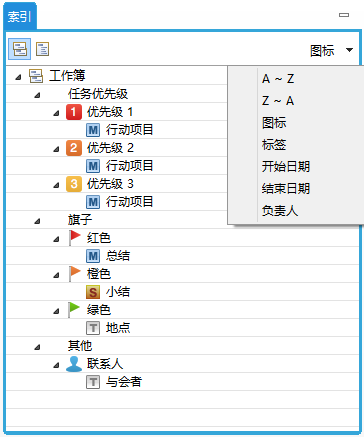 索引
图标
工作簿
任务优先级
1 优先级 1
M 行动项目
2 优先级 2
M 行动项目
3 优先级 3
M 行动项目
旗子
红色
M 总结
橙色
S 小结
绿色
T 地点
其他
联系人
T 与会者
A ~ Z
Z ~ A
图标
标签
开始日期
结束日期
负责人